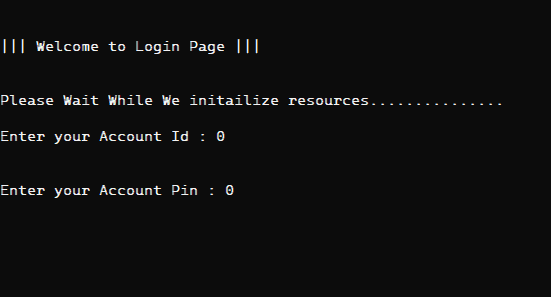 ||| Welcome to Login Page |||
Please Wait While We initailize resources...............
Enter your Account Id : 0
Enter your Account Pin : 0